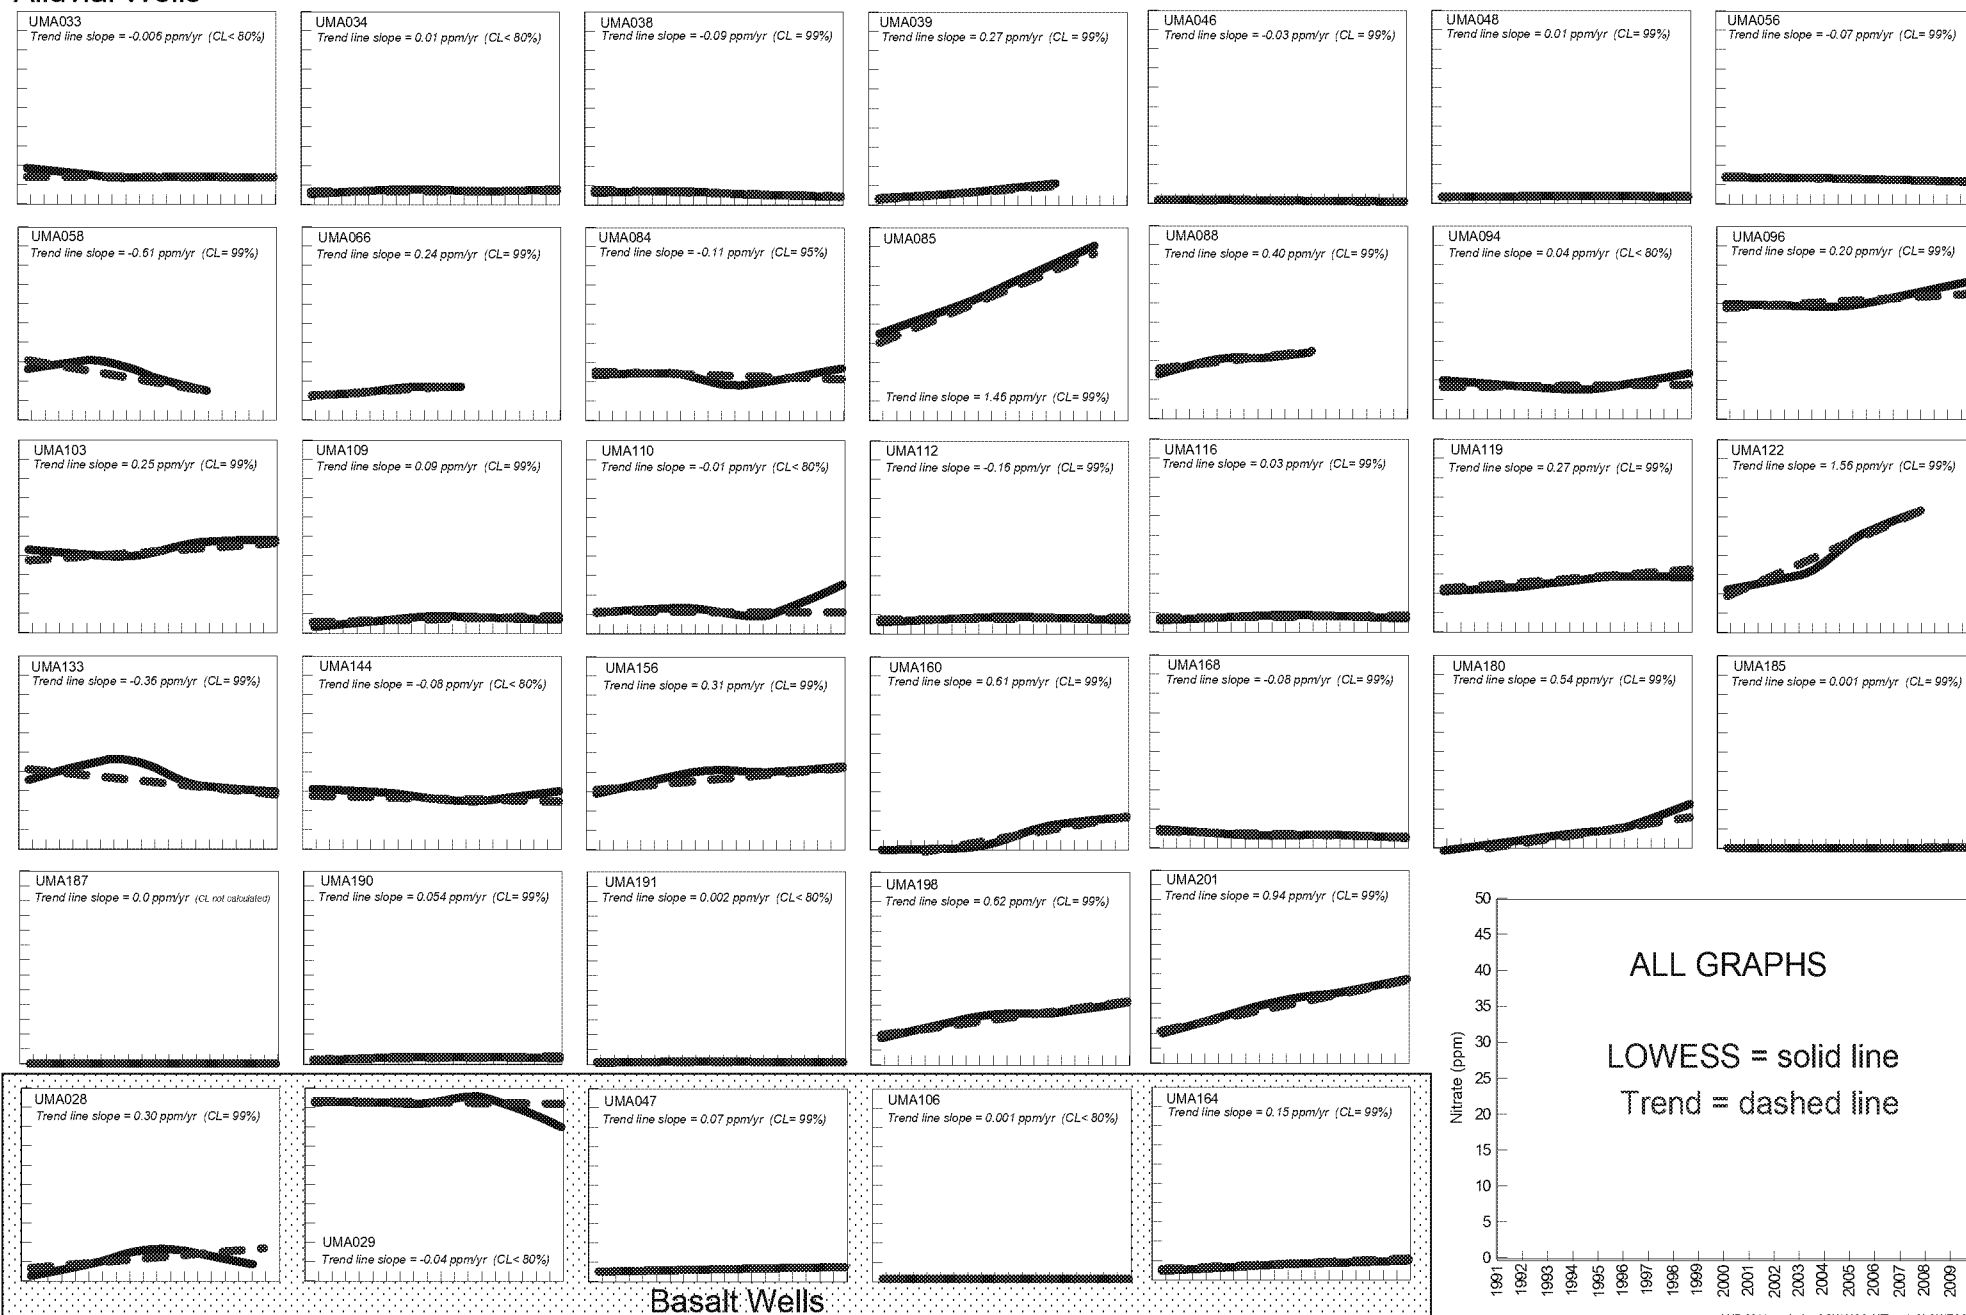 UMA033
Trend line slope = -0.006 ppm/yr (CL< 80%)
UMA034
Trend line slope = 0.01 ppm/yr (CL< 80%)
UMA038
Trend line slope = -0.09 ppm/yr (CL = 99%)
UMA039
Trend line slope = 0.27 ppm/yr (CL = 99%)
UMA046
Trend line slope = -0.03 ppm/yr (CL = 99%)
UMA048
Trend line slope = 0.01 ppm/yr (CL = 99%)
UMA056
Trend line slope = -0.07 ppm/yr (CL= 99%)
UMA058
Trend line slope = -0.61 ppm/yr (CL= 99%)
UMA066
Trend line slope = 0.24 ppm/yr (CL= 99%)
UMA084
Trend line slope = -0.11 ppm/yr (CL= 95%)
UMA085
Trend line slope = 1.46 ppm/yr (CL= 99%)
UMA088
Trend line slope = 0.40 ppm/yr (CL= 99%)
UMA094
Trend line slope = 0.04 ppm/yr (CL< 80%)
UMA096
Trend line slope = 0.20 ppm/yr (CL= 99%)
UMA103
Trend line slope = 0.25 ppm/yr (CL= 99%)
UMA109
Trend line slope = 0.09 ppm/yr (CL= 99%)
UMA110
Trend line slope = -0.01 ppm/yr (CL< 80%)
UMA112
Trend line slope = -0.16 ppm/yr (CL= 99%)
UMA116
Trend line slope = 0.03 ppm/yr (CL= 99%)
UMA119
Trend line slope = 0.27 ppm/yr (CL= 99%)
UMA122
Trend line slope = 1.56 ppm/yr (CL= 99%)
UMA133
Trend line slope = -0.36 ppm/yr (CL= 99%)
UMA144
Trend line slope = -0.08 ppm/yr (CL< 80%)
UMA156
Trend line slope = 0.31 ppm/yr (CL= 99%)
UMA160
Trend line slope = 0.61 ppm/yr (CL= 99%)
UMA168
Trend line slope = -0.08 ppm/yr (CL= 99%)
UMA180
Trend line slope = 0.54 ppm/yr (CL= 99%)
UMA185
Trend line slope = 0.001 ppm/yr (CL= 99%)
UMA187
Trend line slope = 0.0 ppm/yr (CL not calculated)
UMA190
Trend line slope = 0.054 ppm/yr (CL= 99%)
UMA191
Trend line slope = 0.002 ppm/yr (CL< 80%)
UMA198
Trend line slope = 0.62 ppm/yr (CL= 99%)
UMA201
Trend line slope = 0.94 ppm/yr (CL= 99%)
UMA028
Trend line slope = 0.30 ppm/yr (CL= 99%)
UMA029
Trend line slope = -0.04 ppm/yr (CL< 80%)
UMA047
Trend line slope = 0.07 ppm/yr (CL= 99%)
UMA106
Trend line slope = 0.001 ppm/yr (CL< 80%)
UMA164
Trend line slope = 0.15 ppm/yr (CL= 99%)
Basalt Wells
ALL GRAPHS
LOWESS = solid line
Trend = dashed line
Nitrate (ppm)
50
45
40
35
30
25
20
15
10
5
0
1991
1992
1993
1994
1995
1996
1997
1998
1999
2000
2001
2002
2003
2004
2005
2006
2007
2008
2009